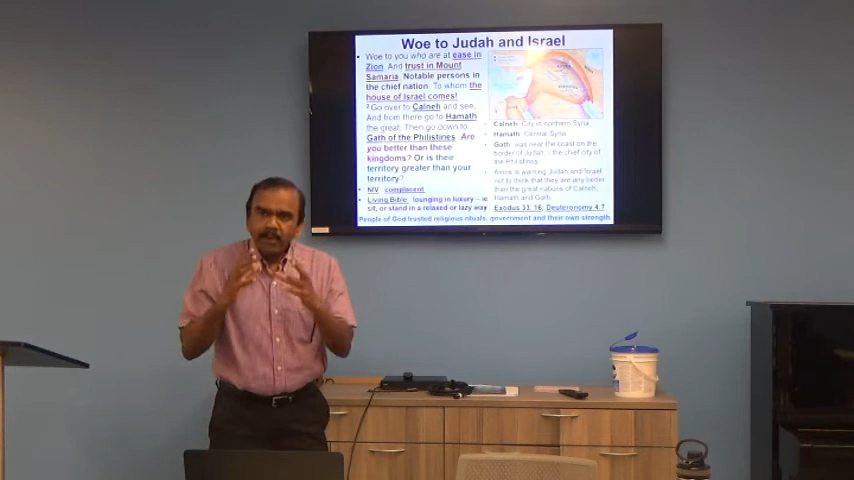 Woe to Judah and Israel
• Woe to you who are at ease in
Zion, And trust in Mount
Samaria, Notable persons in
the chief nation, To whom the
house of Israel comes!
² Go over to Calneh and see,
And from there go to Hamath
the great, Then go down to
Gath of the Philistines. Are
you better than these
kingdoms? Or is their
territory greater than your
territory?
• NIV complacent
• Living Bible lounging in luxury – ie
sit, or stand in a relaxed or lazy way
• Calneh: City in northern Syria
• Hamath: Central Syria
• Gath was near the coast on the
border of Judah – the chief city of
the Philistines
• Amos is warning Judah and Israel
not to think that they are any better
than the great nations of Calneh,
Hamath and Gath
Exodus 33:16; Deuteronomy 4:7
People of God trusted religious rituals, government and their own strength